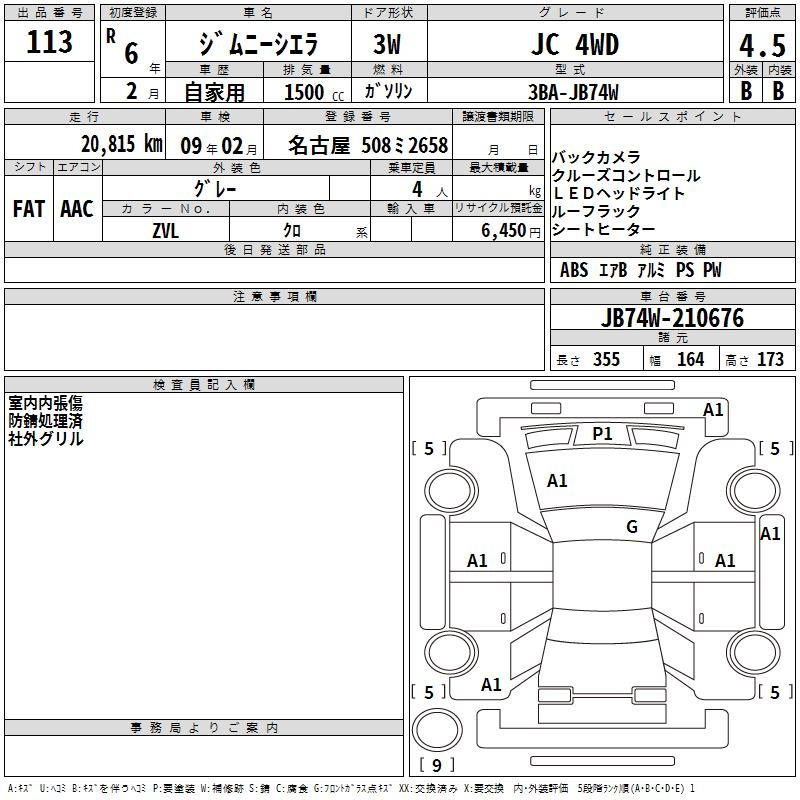 出品番号 初度登録 車名 ドア形状 グレード 評価点
113 R 6 年 ｼﾞﾑﾆｰｼｴﾗ 3W JC 4WD 4.5
車歴 排気量 燃料 型式 外装 内装
2 月 自家用 1500 cc ｶﾞｿﾘﾝ 3BA-JB74W B B
走行 車検 登録番号 譲渡書類期限 セールスポイント
20,815 km 09 年 02 月 名古屋 508ミ2658 月 日
バックカメラ
クルーズコントロール
ＬＥＤヘッドライト
ルーフラック
シートヒーター
シフト エアコン 外装色 乗車定員 最大積載量
FAT AAC ｸﾞﾚｰ 4 人 kg
カラーNo. 内装色 輸入車 リサイクル預託金
ZVL ｸﾛ 系 6,450 円
後日発送部品 純正装備
ABS ｴｱB ｱﾙﾐ PS PW
注意事項欄 車台番号
JB74W-210676
諸元
長さ 355 幅 164 高さ 173
検査員記入欄
室内内張傷
防錆処理済
社外グリル
A1
P1
[ 5 ] [ 5 ]
A1
G
A1
A1 A1
A1
[ 5 ] [ 5 ]
[ 9 ]
事務局よりご案内
A:ｷｽﾞ U:ﾍｺﾐ B:ｷｽﾞを伴うﾍｺﾐ P:要塗装 W:補修跡 S:錆 C:腐食 G:ﾌﾛﾝﾄｶﾞﾗｽ点ｷｽﾞ XX:交換済み X:要交換 内・外装評価 5段階ﾗﾝｸ順(A・B・C・D・E) 1